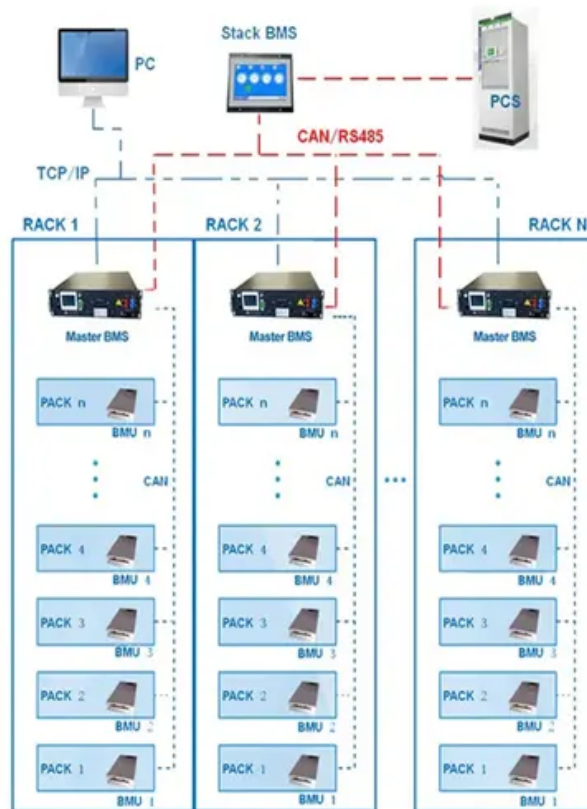 Stack BMS
PC
PCS
CAN/RS485
TCP/IP
RACK 1
RACK 2
RACK N
Master BMS
Master BMS
Master BMS
PACK n
BMU n
PACK n
BMU n
PACK n
BMU n
CAN
CAN
CAN
PACK 4
BMU 4
PACK 4
BMU 4
PACK 4
BMU 4
PACK 3
BMU 3
PACK 3
BMU 3
PACK 3
BMU 3
PACK 2
BMU 2
PACK 2
BMU 2
PACK 2
BMU 2
PACK 1
BMU 1
PACK 1
BMU 1
PACK 1
BMU 1